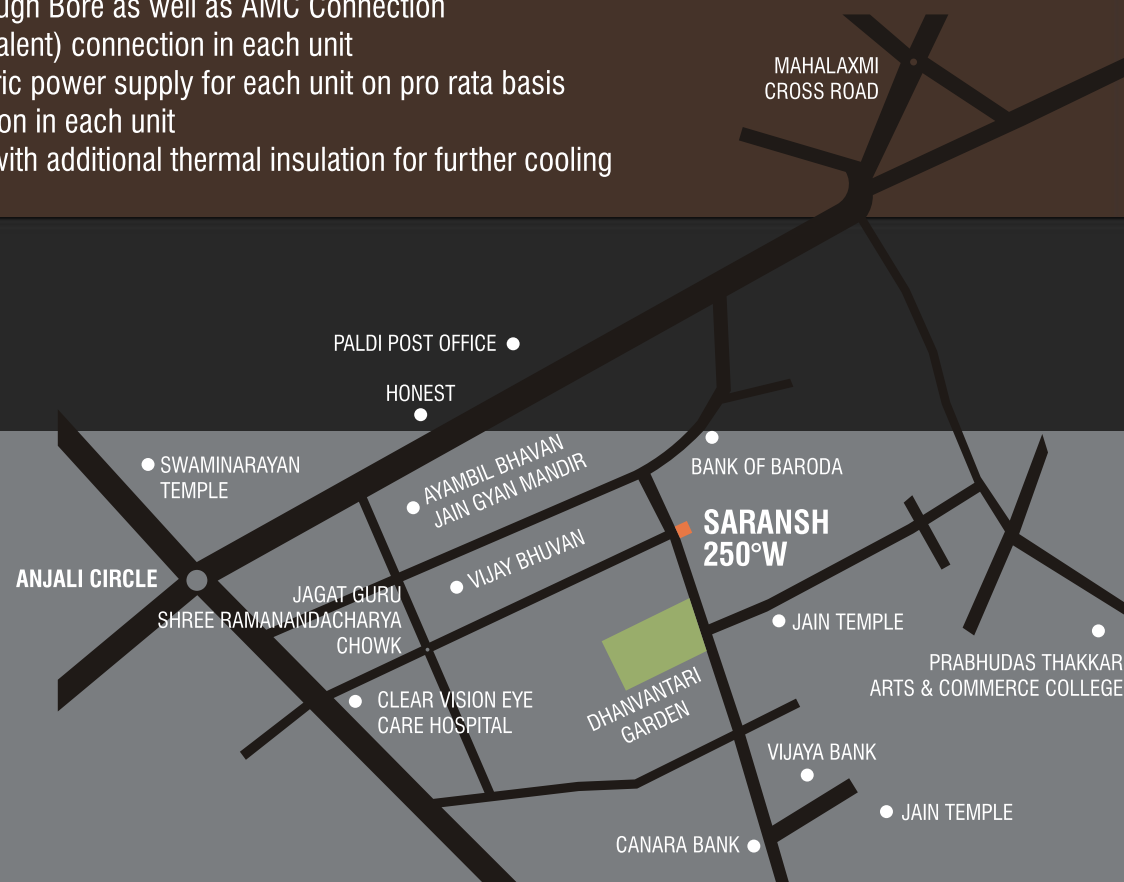 ugh Bore as well as AMC Connection
alent) connection in each unit
ric power supply for each unit on pro rata basis
on in each unit
with additional thermal insulation for further cooling
MAHALAXMI
CROSS ROAD
PALDI POST OFFICE
HONEST
SWAMINARAYAN
TEMPLE
AYAMBIL BHAVAN
JAIN GYAN MANDIR
BANK OF BARODA
SARANSH
250°W
VIJAY BHUVAN
ANJALI CIRCLE
JAGAT GURU
SHREE RAMANANDACHARYA
CHOWK
JAIN TEMPLE
PRABHUDAS THAKKAR
ARTS & COMMERCE COLLEGE
CLEAR VISION EYE
CARE HOSPITAL
DHANVANTARI
GARDEN
VIJAYA BANK
JAIN TEMPLE
CANARA BANK